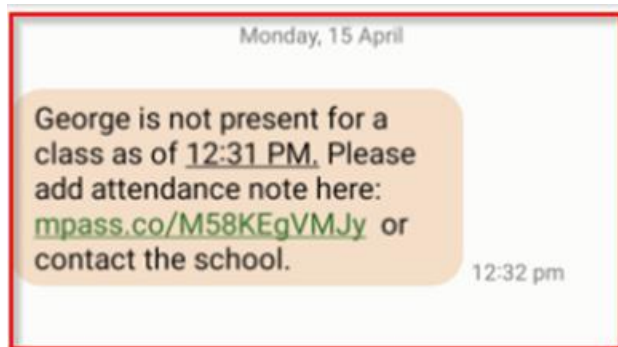 Monday, 15 April
George is not present for a
class as of 12:31 PM. Please
add attendance note here:
mpass.co/M58KEgVMJy or
contact the school.
12:32 pm